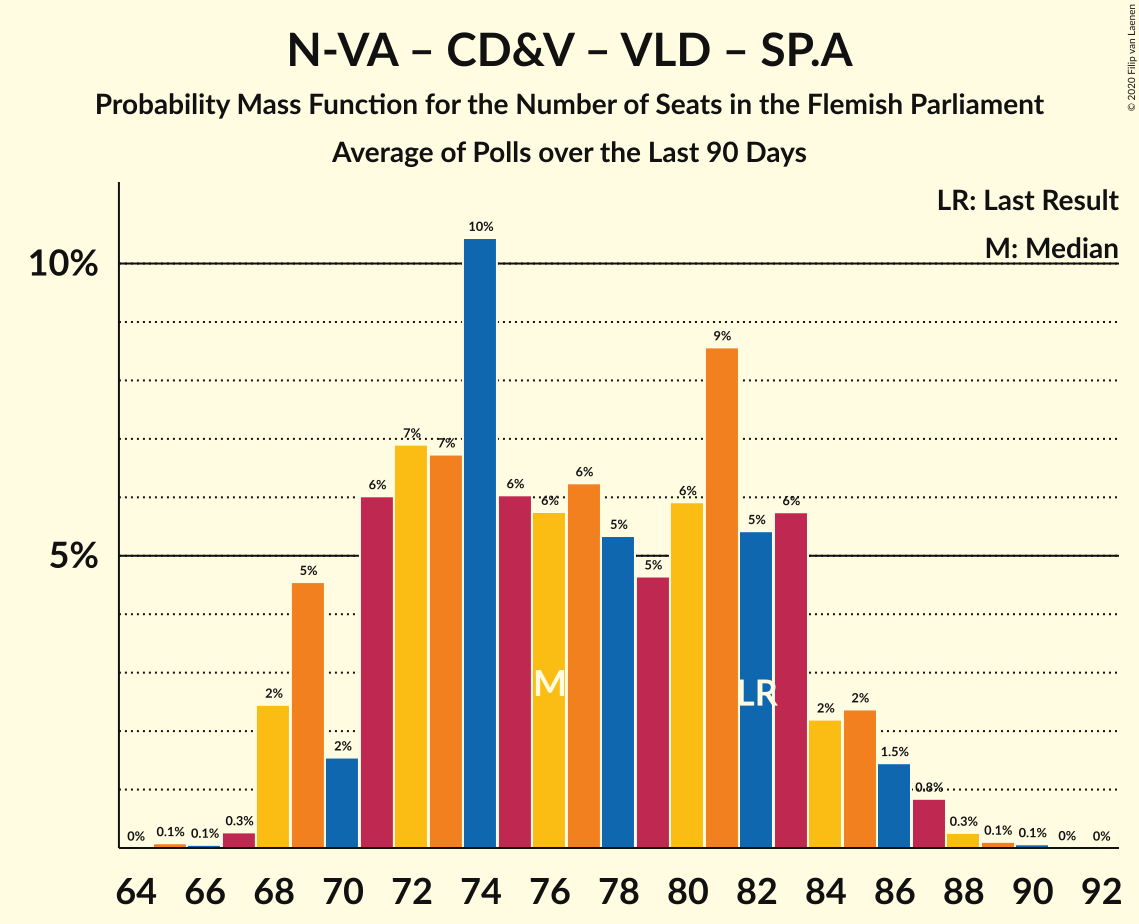 N-VA – CD&V – VLD – SP.A
Probability Mass Function for the Number of Seats in the Flemish Parliament
Average of Polls over the Last 90 Days
© 2020 Filip van Laenen
LR: Last Result
M: Median
10%
5%
0% 0.1% 0.1% 0.3% 2% 5% 2% 6% 7% 7% 10% 6% 6% 6% 5% 5% 6% 9% 5% 6% 2% 2% 1.5% 0.8% 0.3% 0.1% 0.1% 0% 0%
M LR
64 66 68 70 72 74 76 78 80 82 84 86 88 90 92